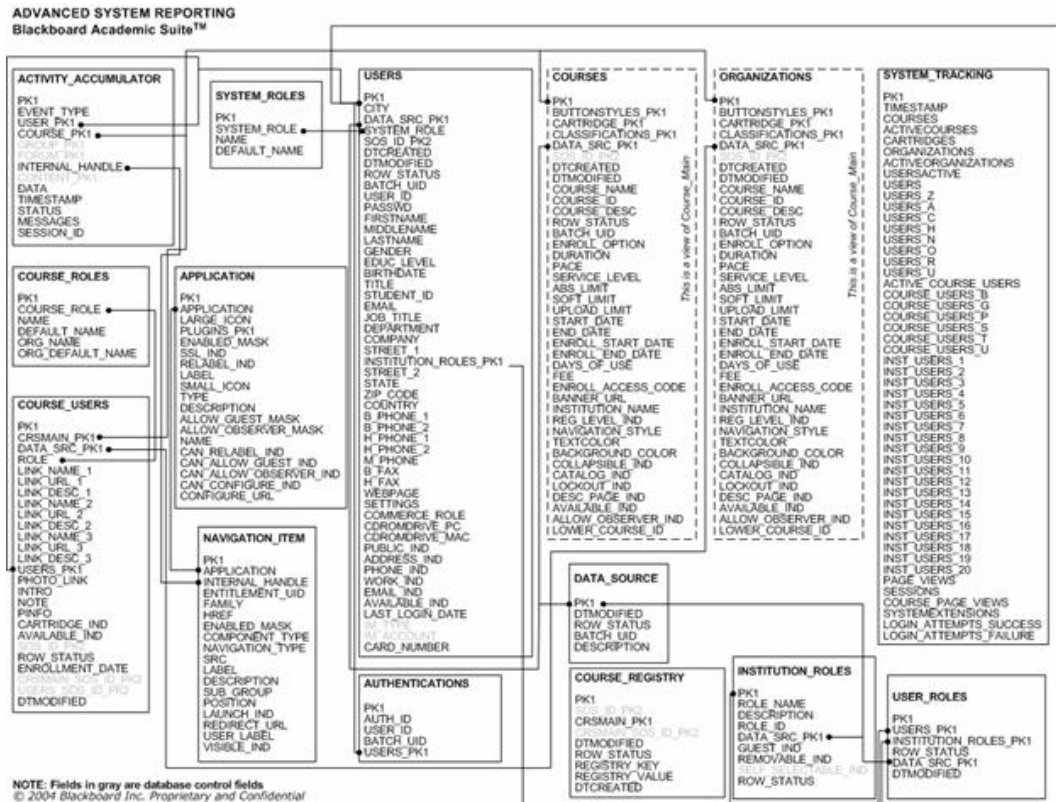 ADVANCED SYSTEM REPORTING
Blackboard Academic Suite™
ACTIVITY_ACCUMULATOR
PK1
EVENT_TYPE
USER_PK1
COURSE_PK1
GROUP_PK1
FORUM_PK1
INTERNAL_HANDLE
CONTENT_PK1
DATA
TIMESTAMP
STATUS
MESSAGES
SESSION_ID
SYSTEM_ROLES
PK1
SYSTEM_ROLE
NAME
DEFAULT_NAME
COURSE_ROLES
PK1
COURSE_ROLE
NAME
DEFAULT_NAME
ORG_NAME
ORG_DEFAULT_NAME
COURSE_USERS
PK1
CRSMAIN_PK1
DATA_SRC_PK1
ROLE
LINK_NAME_1
LINK_URL_1
LINK_DESC_1
LINK_NAME_2
LINK_URL_2
LINK_DESC_2
LINK_NAME_3
LINK_URL_3
LINK_DESC_3
USERS_PK1
PHOTO_LINK
INTRO
NOTE
PINFO
CARTRIDGE_IND
AVAILABLE_IND
SOS_ID_PK2
ROW_STATUS
ENROLLMENT_DATE
CRSMAIN_SOS_ID_PK2
USERS_SOS_ID_PK2
DTMODIFIED
APPLICATION
PK1
APPLICATION
LARGE_ICON
PLUGINS_PK1
ENABLED_MASK
SSL_IND
RELABEL_IND
LABEL
SMALL_ICON
TYPE
DESCRIPTION
ALLOW_GUEST_MASK
ALLOW_OBSERVER_MASK
NAME
CAN_RELABEL_IND
CAN_ALLOW_GUEST_IND
CAN_ALLOW_OBSERVER_IND
CAN_CONFIGURE_IND
CONFIGURE_URL
NAVIGATION_ITEM
PK1
APPLICATION
INTERNAL_HANDLE
ENTITLEMENT_UID
FAMILY
HREF
ENABLED_MASK
COMPONENT_TYPE
NAVIGATION_TYPE
SRC
LABEL
DESCRIPTION
SUB_GROUP
POSITION
LAUNCH_IND
REDIRECT_URL
USER_LABEL
VISIBLE_IND
USERS
PK1
CITY
DATA_SRC_PK1
SYSTEM_ROLE
SOS_ID_PK2
DTCREATED
DTMODIFIED
ROW_STATUS
BATCH_UID
USER_ID
PASSWD
FIRSTNAME
MIDDLENAME
LASTNAME
GENDER
EDUC_LEVEL
BIRTHDATE
TITLE
STUDENT_ID
EMAIL
JOB_TITLE
DEPARTMENT
COMPANY
STREET_1
INSTITUTION_ROLES_PK1
STREET_2
STATE
ZIP_CODE
COUNTRY
B_PHONE_1
B_PHONE_2
H_PHONE_1
H_PHONE_2
M_PHONE
B_FAX
H_FAX
WEBPAGE
SETTINGS
COMMERCE_ROLE
CDROMDRIVE_PC
CDROMDRIVE_MAC
PUBLIC_IND
ADDRESS_IND
PHONE_IND
WORK_IND
EMAIL_IND
AVAILABLE_IND
LAST_LOGIN_DATE
IM_TYPE
IM_ACCOUNT
CARD_NUMBER
AUTHENTICATIONS
PK1
AUTH_ID
USER_ID
BATCH_UID
USERS_PK1
COURSES
PK1
BUTTONSTYLES_PK1
CARTRIDGE_PK1
CLASSIFICATIONS_PK1
DATA_SRC_PK1
SOS_ID_PK2
DTCREATED
DTMODIFIED
COURSE_NAME
COURSE_ID
COURSE_DESC
ROW_STATUS
BATCH_UID
ENROLL_OPTION
DURATION
PACE
SERVICE_LEVEL
ABS_LIMIT
SOFT_LIMIT
UPLOAD_LIMIT
START_DATE
END_DATE
ENROLL_START_DATE
ENROLL_END_DATE
DAYS_OF_USE
FEE
ENROLL_ACCESS_CODE
BANNER_URL
INSTITUTION_NAME
REG_LEVEL_IND
NAVIGATION_STYLE
TEXTCOLOR
BACKGROUND_COLOR
COLLAPSIBLE_IND
CATALOG_IND
LOCKOUT_IND
DESC_PAGE_IND
AVAILABLE_IND
ALLOW_OBSERVER_IND
LOWER_COURSE_ID
This is a view of Course_Main
ORGANIZATIONS
PK1
BUTTONSTYLES_PK1
CARTRIDGE_PK1
CLASSIFICATIONS_PK1
DATA_SRC_PK1
SOS_ID_PK2
DTCREATED
DTMODIFIED
COURSE_NAME
COURSE_ID
COURSE_DESC
ROW_STATUS
BATCH_UID
ENROLL_OPTION
DURATION
PACE
SERVICE_LEVEL
ABS_LIMIT
SOFT_LIMIT
UPLOAD_LIMIT
START_DATE
END_DATE
ENROLL_START_DATE
ENROLL_END_DATE
DAYS_OF_USE
FEE
ENROLL_ACCESS_CODE
BANNER_URL
INSTITUTION_NAME
REG_LEVEL_IND
NAVIGATION_STYLE
TEXTCOLOR
BACKGROUND_COLOR
COLLAPSIBLE_IND
CATALOG_IND
LOCKOUT_IND
DESC_PAGE_IND
AVAILABLE_IND
ALLOW_OBSERVER_IND
LOWER_COURSE_ID
This is a view of Course_Main
SYSTEM_TRACKING
PK1
TIMESTAMP
COURSES
ACTIVECOURSES
CARTRIDGES
ORGANIZATIONS
ACTIVEORGANIZATIONS
USERSACTIVE
USERS
USERS_Z
USERS_A
USERS_C
USERS_H
USERS_N
USERS_O
USERS_R
USERS_U
ACTIVE_COURSE_USERS
COURSE_USERS_B
COURSE_USERS_G
COURSE_USERS_P
COURSE_USERS_S
COURSE_USERS_T
COURSE_USERS_U
INST_USERS_1
INST_USERS_2
INST_USERS_3
INST_USERS_4
INST_USERS_5
INST_USERS_6
INST_USERS_7
INST_USERS_8
INST_USERS_9
INST_USERS_10
INST_USERS_11
INST_USERS_12
INST_USERS_13
INST_USERS_14
INST_USERS_15
INST_USERS_16
INST_USERS_17
INST_USERS_18
INST_USERS_19
INST_USERS_20
PAGE_VIEWS
SESSIONS
COURSE_PAGE_VIEWS
SYSTEMEXTENSIONS
LOGIN_ATTEMPTS_SUCCESS
LOGIN_ATTEMPTS_FAILURE
DATA_SOURCE
PK1
DTMODIFIED
ROW_STATUS
BATCH_UID
DESCRIPTION
COURSE_REGISTRY
PK1
SOS_ID_PK2
CRSMAIN_PK1
CRSMAIN_SOS_ID_PK2
DTMODIFIED
ROW_STATUS
REGISTRY_KEY
REGISTRY_VALUE
DTCREATED
INSTITUTION_ROLES
PK1
ROLE_NAME
DESCRIPTION
ROLE_ID
DATA_SRC_PK1
GUEST_IND
REMOVABLE_IND
SELF_SELECTABLE_IND
ROW_STATUS
USER_ROLES
PK1
USERS_PK1
INSTITUTION_ROLES_PK1
ROW_STATUS
DATA_SRC_PK1
DTMODIFIED
NOTE: Fields in gray are database control fields
© 2004 Blackboard Inc. Proprietary and Confidential